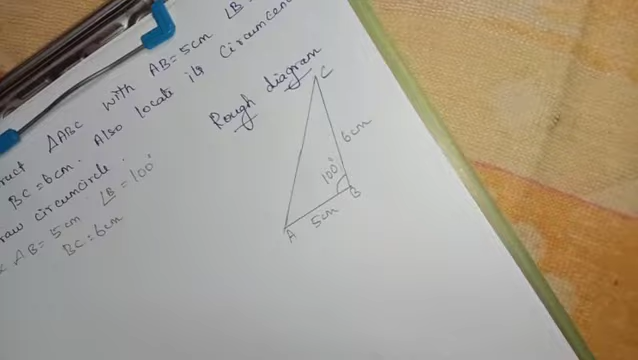 ruct ΔABC with AB = 5cm ∠B =
BC = 6cm. Also locate its circumcen
raw circumcircle.
AB = 5cm ∠B = 100°
BC = 6cm
Rough diagram
C
6cm
100°
B
5cm
A